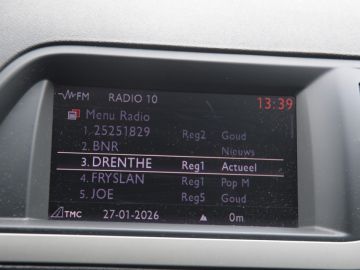 FM RADIO 10 13:39
Menu Radio
1. 25251829 Reg2 Goud
2. BNR Nieuws
3. DRENTHE Reg1 Actueel
4. FRYSLAN Reg1 Pop M
5. JOE Reg5 Goud
TMC 27-01-2026 0m